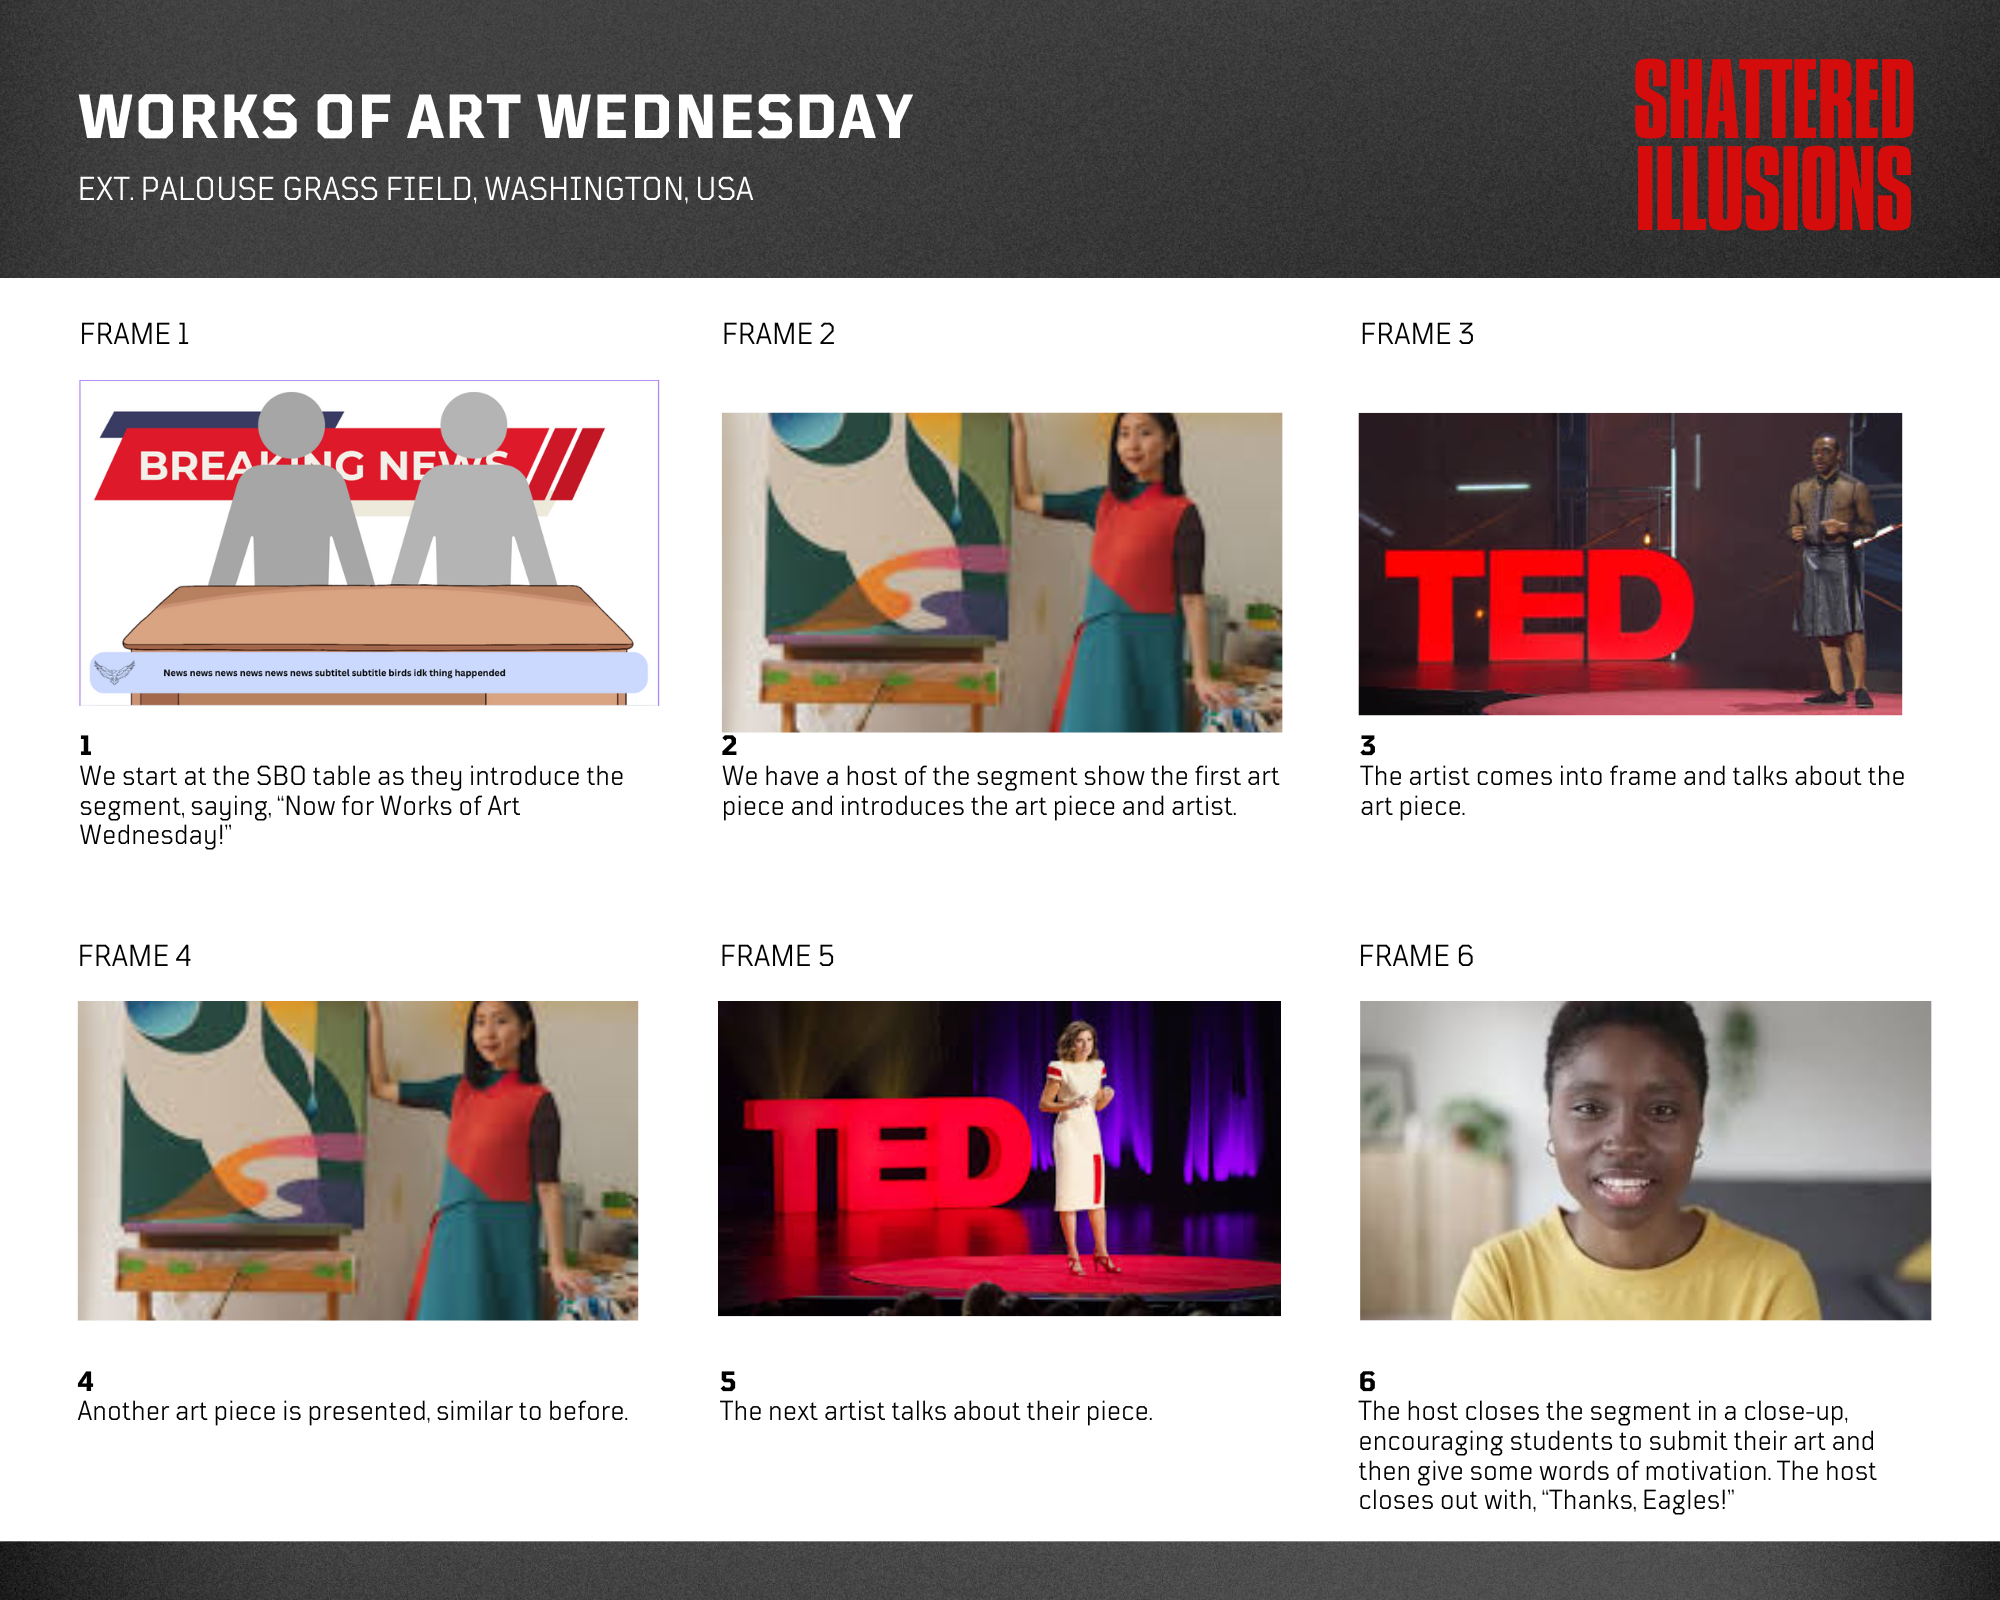 WORKS OF ART WEDNESDAY
EXT. PALOUSE GRASS FIELD, WASHINGTON, USA
SHATTERED
ILLUSIONS
FRAME 1
BREAKING NEWS
News news news news news news subtitel subtitle birds idk thing happended
1
We start at the SBO table as they introduce the
segment, saying, “Now for Works of Art
Wednesday!”
FRAME 2
2
We have a host of the segment show the first art
piece and introduces the art piece and artist.
FRAME 3
TED
3
The artist comes into frame and talks about the
art piece.
FRAME 4
4
Another art piece is presented, similar to before.
FRAME 5
TED
5
The next artist talks about their piece.
FRAME 6
6
The host closes the segment in a close-up,
encouraging students to submit their art and
then give some words of motivation. The host
closes out with, “Thanks, Eagles!”